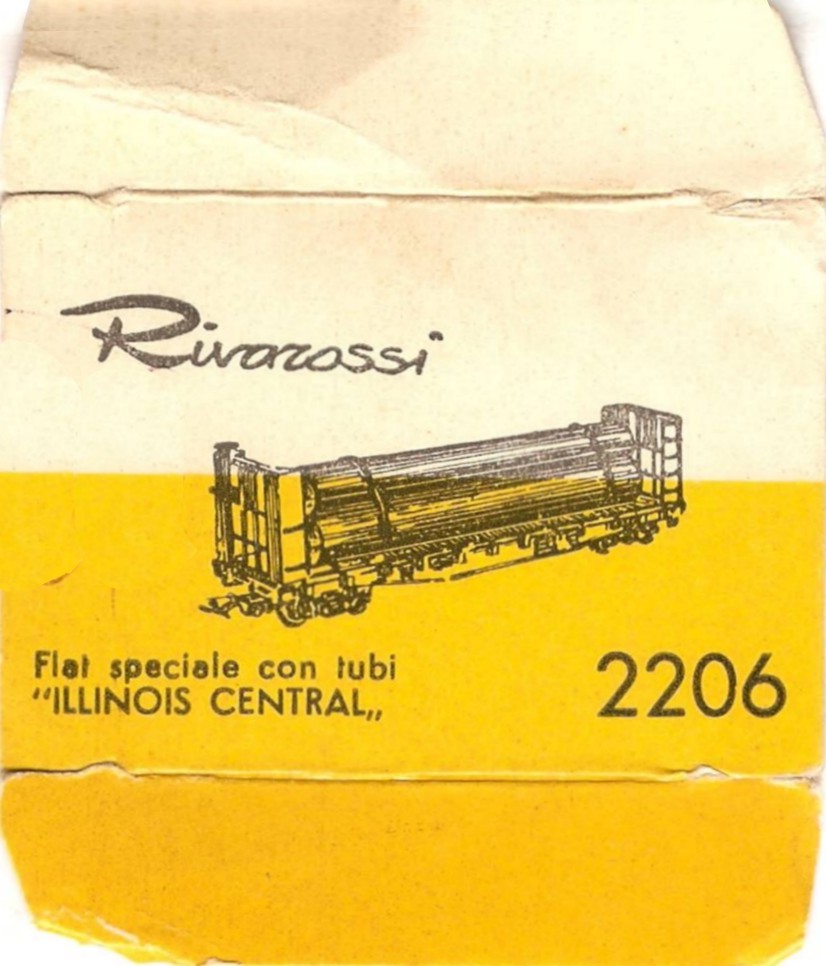 Rivarossi
Flat speciale con tubi
“ILLINOIS CENTRAL„
2206